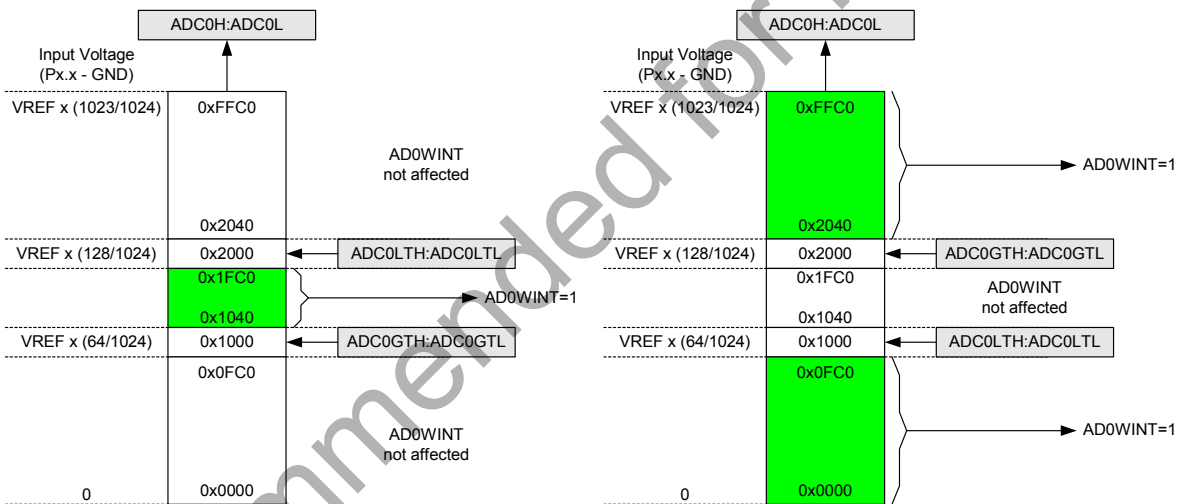 ADC0H:ADC0L
Input Voltage
(Px.x - GND)
VREF x (1023/1024)
0xFFC0
AD0WINT
not affected
0x2040
VREF x (128/1024)
0x2000
ADC0LTH:ADC0LTL
0x1FC0
AD0WINT=1
0x1040
VREF x (64/1024)
0x1000
ADC0GTH:ADC0GTL
0x0FC0
AD0WINT
not affected
0
0x0000
ADC0H:ADC0L
Input Voltage
(Px.x - GND)
VREF x (1023/1024)
0xFFC0
AD0WINT=1
0x2040
VREF x (128/1024)
0x2000
ADC0GTH:ADC0GTL
0x1FC0
AD0WINT
not affected
0x1040
VREF x (64/1024)
0x1000
ADC0LTH:ADC0LTL
0x0FC0
AD0WINT=1
0
0x0000
mmended for